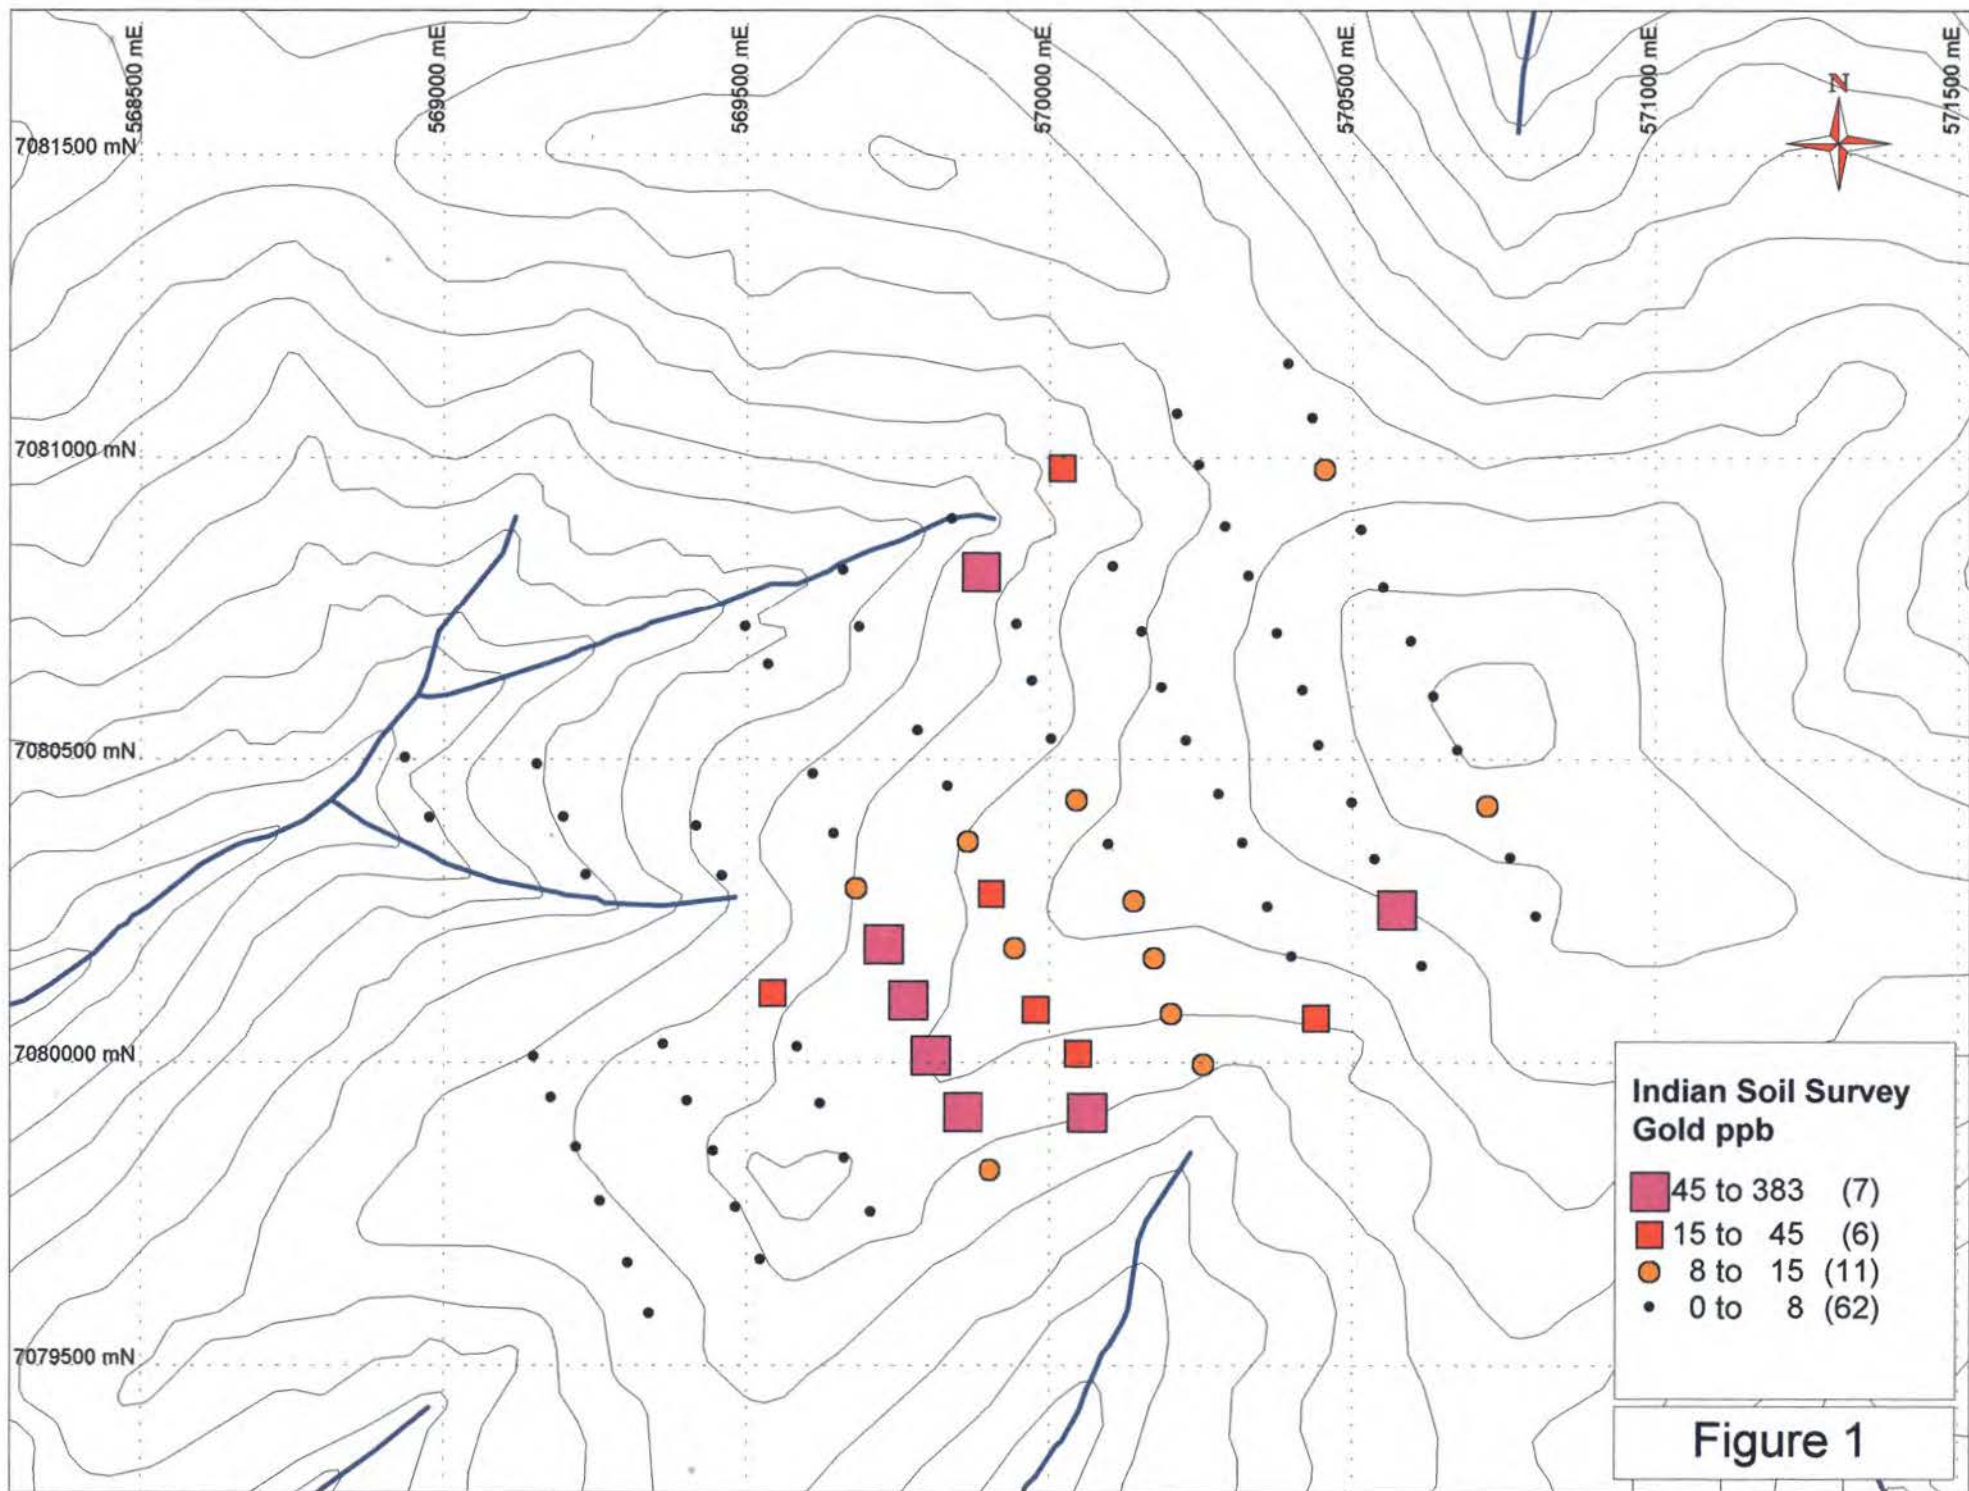 568500 mE
569000 mE
569500 mE
570000 mE
570500 mE
571000 mE
571500 mE
N
7081500 mN
7081000 mN
7080500 mN
7080000 mN
7079500 mN
Indian Soil Survey
Gold ppb
45 to 383 (7)
15 to 45 (6)
8 to 15 (11)
0 to 8 (62)
Figure 1